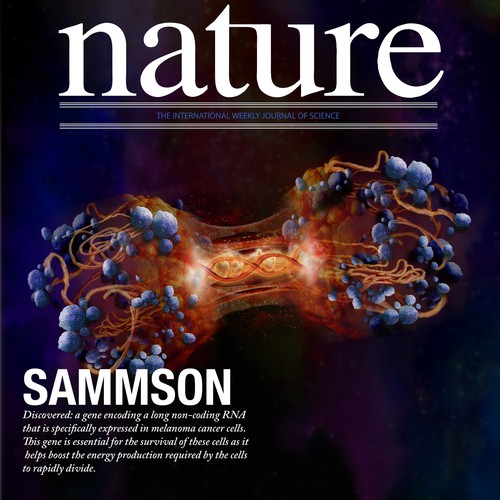 nature
THE INTERNATIONAL WEEKLY JOURNAL OF SCIENCE
SAMMSON
Discovered: a gene encoding a long non-coding RNA
that is specifically expressed in melanoma cancer cells.
This gene is essential for the survival of these cells as it
helps boost the energy production required by the cells
to rapidly divide.